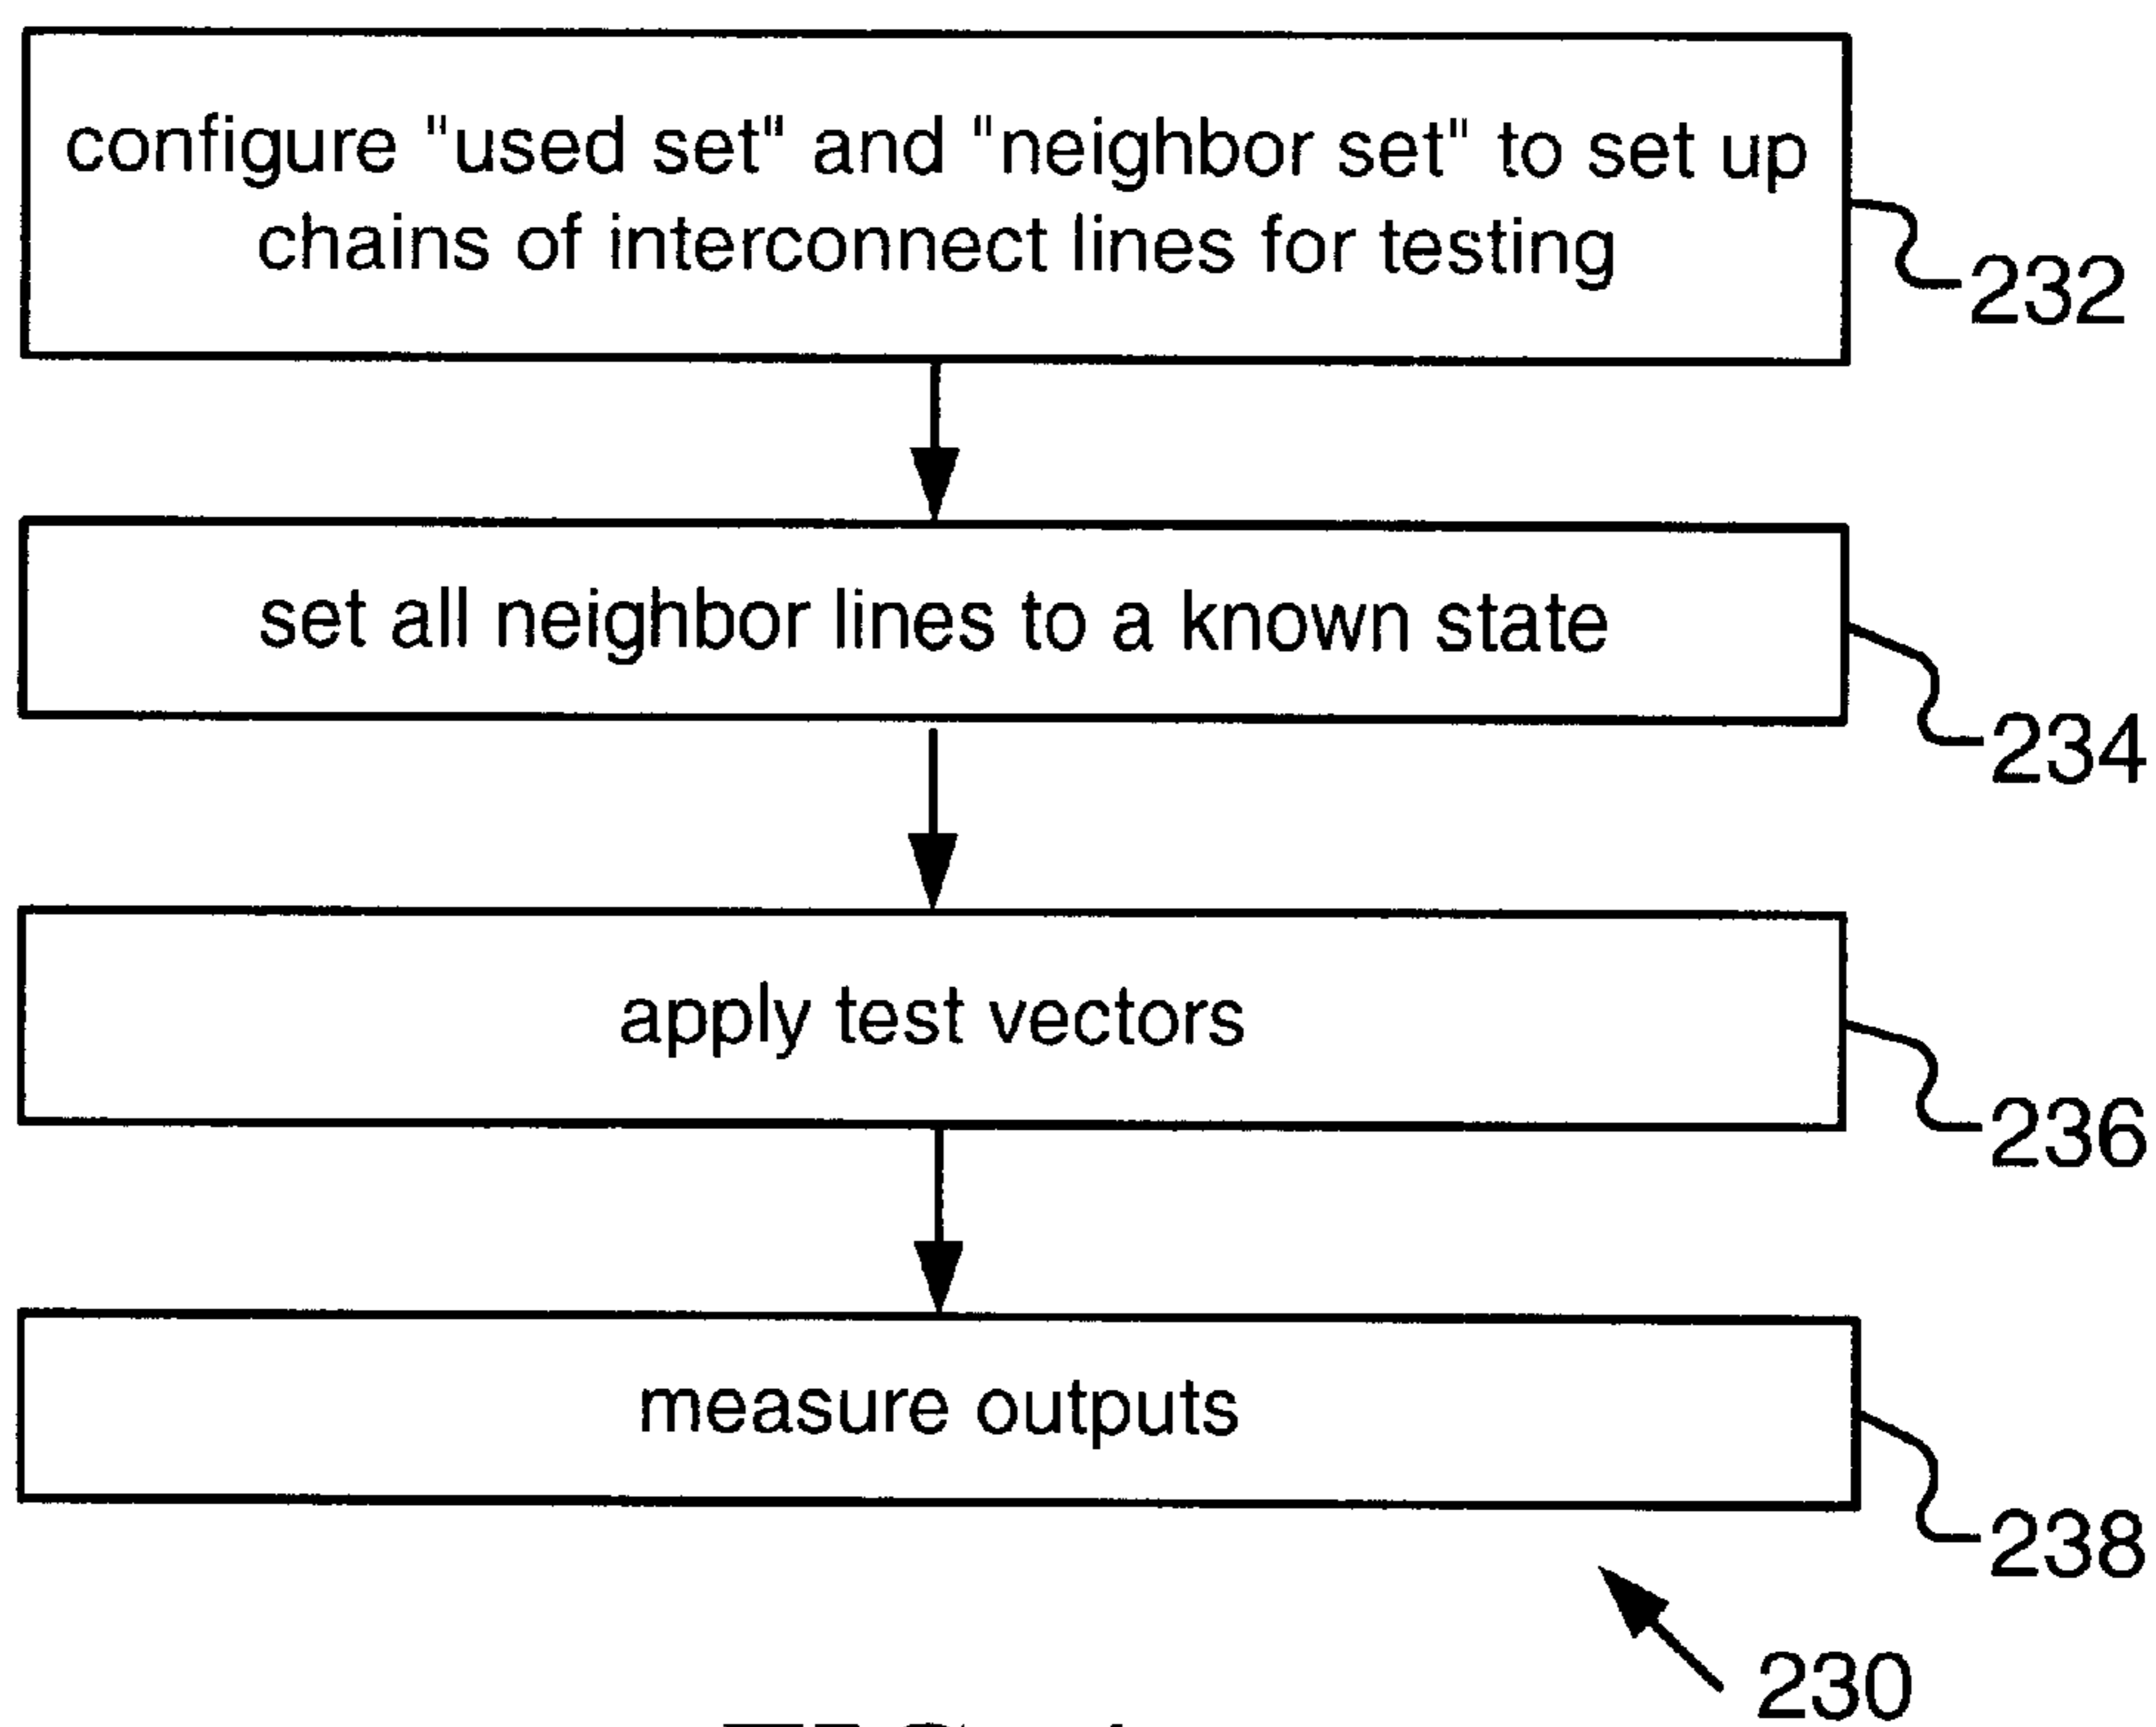 configure "used set" and "neighbor set" to set up
chains of interconnect lines for testing
232
set all neighbor lines to a known state
234
apply test vectors
236
measure outputs
238
230